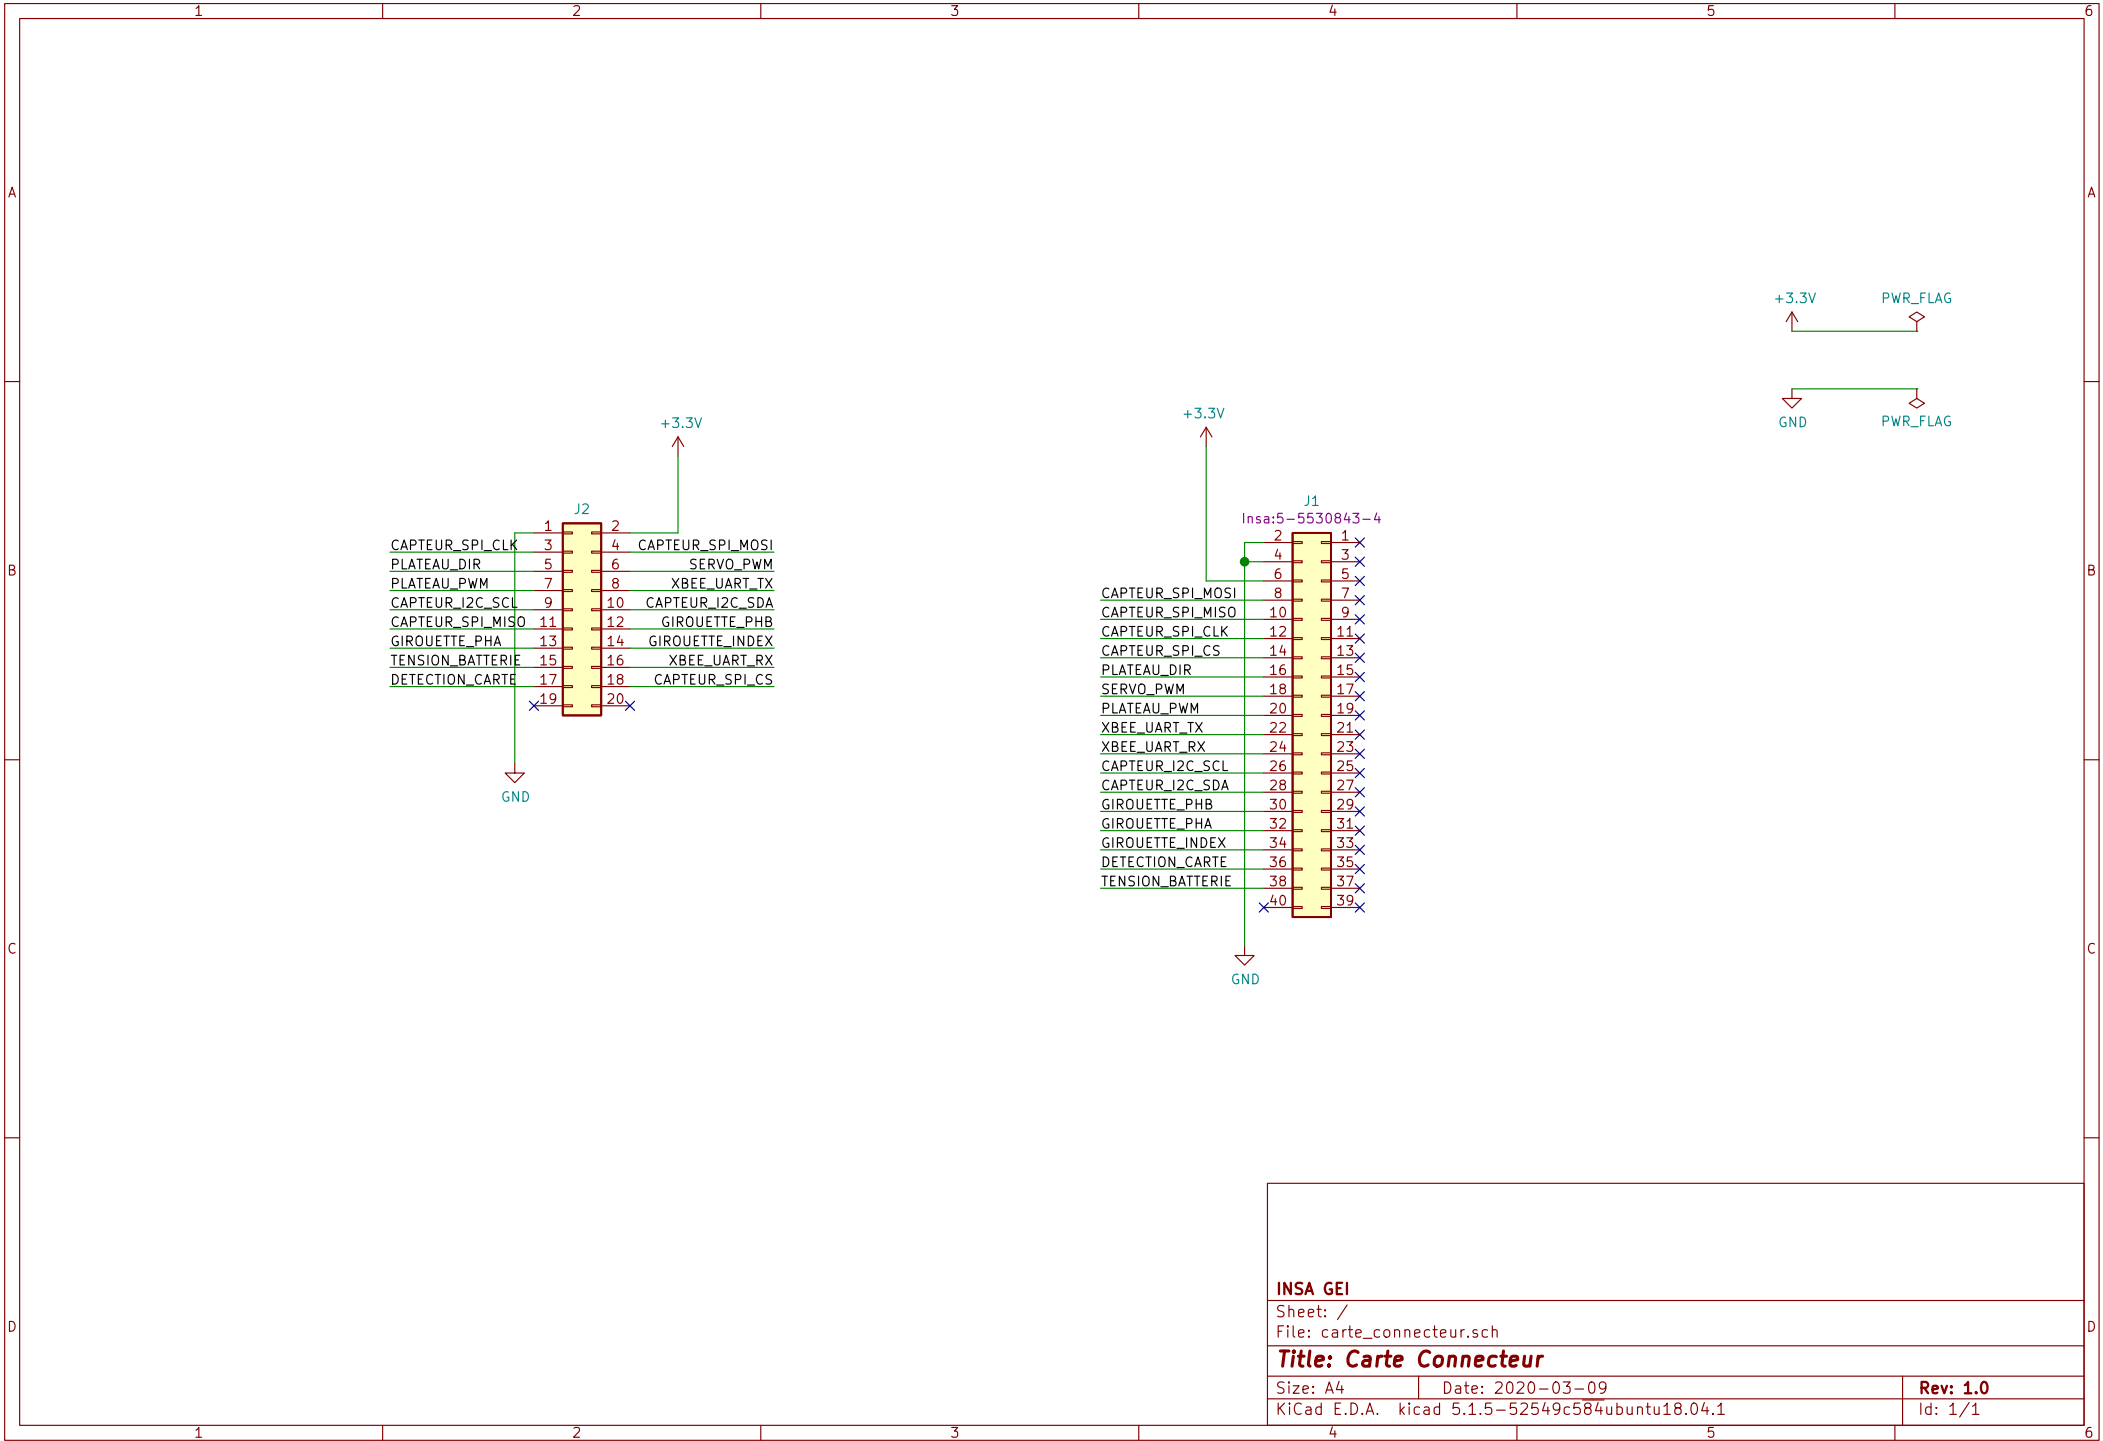 1 2 3 4 5 6
A A
+3.3V PWR_FLAG
GND PWR_FLAG
+3.3V
J2
1 2
CAPTEUR_SPI_CLK 3 4 CAPTEUR_SPI_MOSI
PLATEAU_DIR 5 6 SERVO_PWM
PLATEAU_PWM 7 8 XBEE_UART_TX
CAPTEUR_I2C_SCL 9 10 CAPTEUR_I2C_SDA
CAPTEUR_SPI_MISO 11 12 GIROUETTE_PHB
GIROUETTE_PHA 13 14 GIROUETTE_INDEX
TENSION_BATTERIE 15 16 XBEE_UART_RX
DETECTION_CARTE 17 18 CAPTEUR_SPI_CS
19 20
GND
+3.3V
J1
Insa:5-5530843-4
2 1
4 3
6 5
CAPTEUR_SPI_MOSI 8 7
CAPTEUR_SPI_MISO 10 9
CAPTEUR_SPI_CLK 12 11
CAPTEUR_SPI_CS 14 13
PLATEAU_DIR 16 15
SERVO_PWM 18 17
PLATEAU_PWM 20 19
XBEE_UART_TX 22 21
XBEE_UART_RX 24 23
CAPTEUR_I2C_SCL 26 25
CAPTEUR_I2C_SDA 28 27
GIROUETTE_PHB 30 29
GIROUETTE_PHA 32 31
GIROUETTE_INDEX 34 33
DETECTION_CARTE 36 35
TENSION_BATTERIE 38 37
40 39
GND
B B
C C
D D
INSA GEI
Sheet: /
File: carte_connecteur.sch
Title: Carte Connecteur
Size: A4 Date: 2020-03-09 Rev: 1.0
KiCad E.D.A. kicad 5.1.5-52549c584ubuntu18.04.1 Id: 1/1
1 2 3 4 5 6